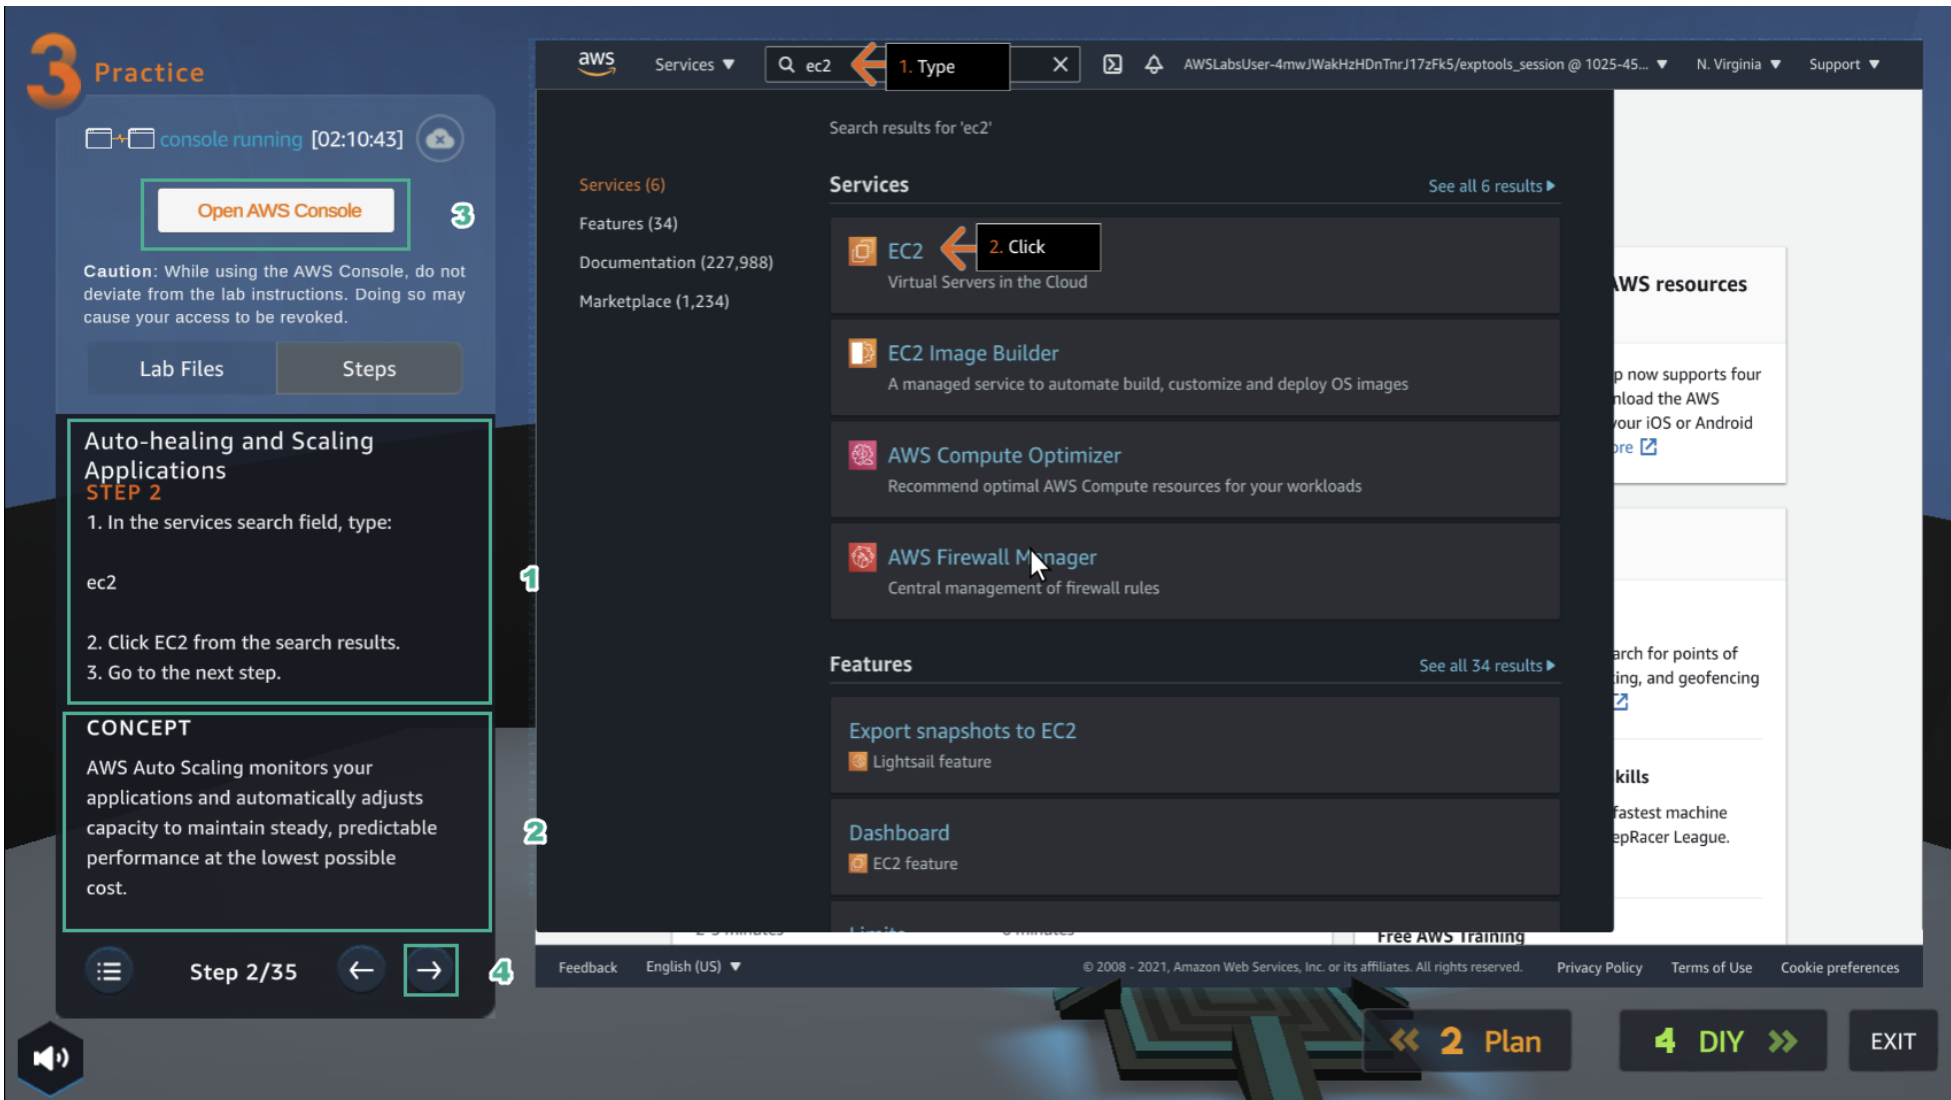 3 Practice
console running [02:10:43]
Open AWS Console
3
Caution: While using the AWS Console, do not
deviate from the lab instructions. Doing so may
cause your access to be revoked.
Lab Files
Steps
Auto-healing and Scaling
Applications
STEP 2
1. In the services search field, type:
ec2
2. Click EC2 from the search results.
3. Go to the next step.
1
CONCEPT
AWS Auto Scaling monitors your
applications and automatically adjusts
capacity to maintain steady, predictable
performance at the lowest possible
cost.
2
Step 2/35
4
aws
Services
ec2
1. Type
AWSLabsUser-4mwJWakHzHDnTnrJ17zFk5/exptools_session @ 1025-45...
N. Virginia
Support
Search results for 'ec2'
Services (6)
Features (34)
Documentation (227,988)
Marketplace (1,234)
Services
See all 6 results
EC2
2. Click
Virtual Servers in the Cloud
EC2 Image Builder
A managed service to automate build, customize and deploy OS images
AWS Compute Optimizer
Recommend optimal AWS Compute resources for your workloads
AWS Firewall Manager
Central management of firewall rules
Features
See all 34 results
Export snapshots to EC2
Lightsail feature
Dashboard
EC2 feature
Limits
AWS resources
p now supports four
nload the AWS
your iOS or Android
ore
arch for points of
ting, and geofencing
kills
fastest machine
epRacer League.
Free AWS Training
Feedback
English (US)
© 2008 - 2021, Amazon Web Services, Inc. or its affiliates. All rights reserved.
Privacy Policy
Terms of Use
Cookie preferences
2 Plan
4 DIY
EXIT